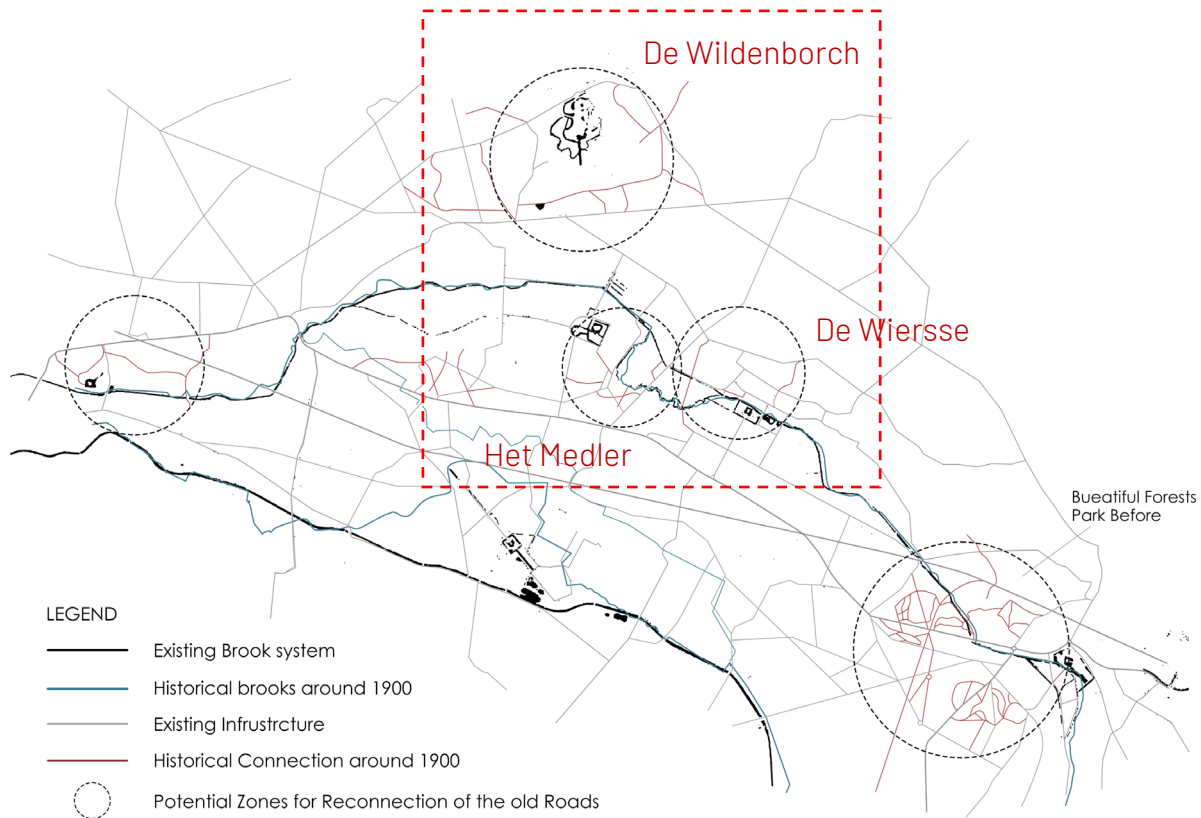 De Wildenborch
De Wiersse
Het Medler
Bueatiful Forests
Park Before
LEGEND
Existing Brook system
Historical brooks around 1900
Existing Infrustrcture
Historical Connection around 1900
Potential Zones for Reconnection of the old Roads